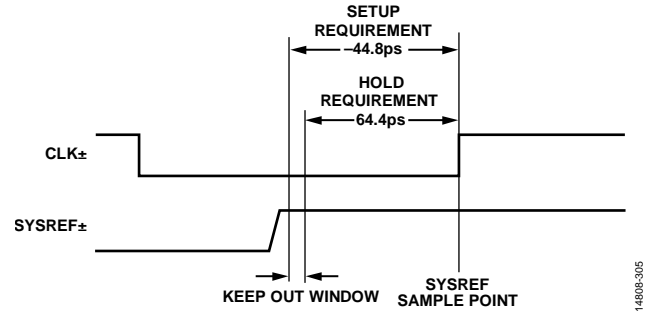 SETUP
REQUIREMENT
–44.8ps
HOLD
REQUIREMENT
64.4ps
CLK±
SYSREF±
KEEP OUT WINDOW
SYSREF
SAMPLE POINT
14808-305